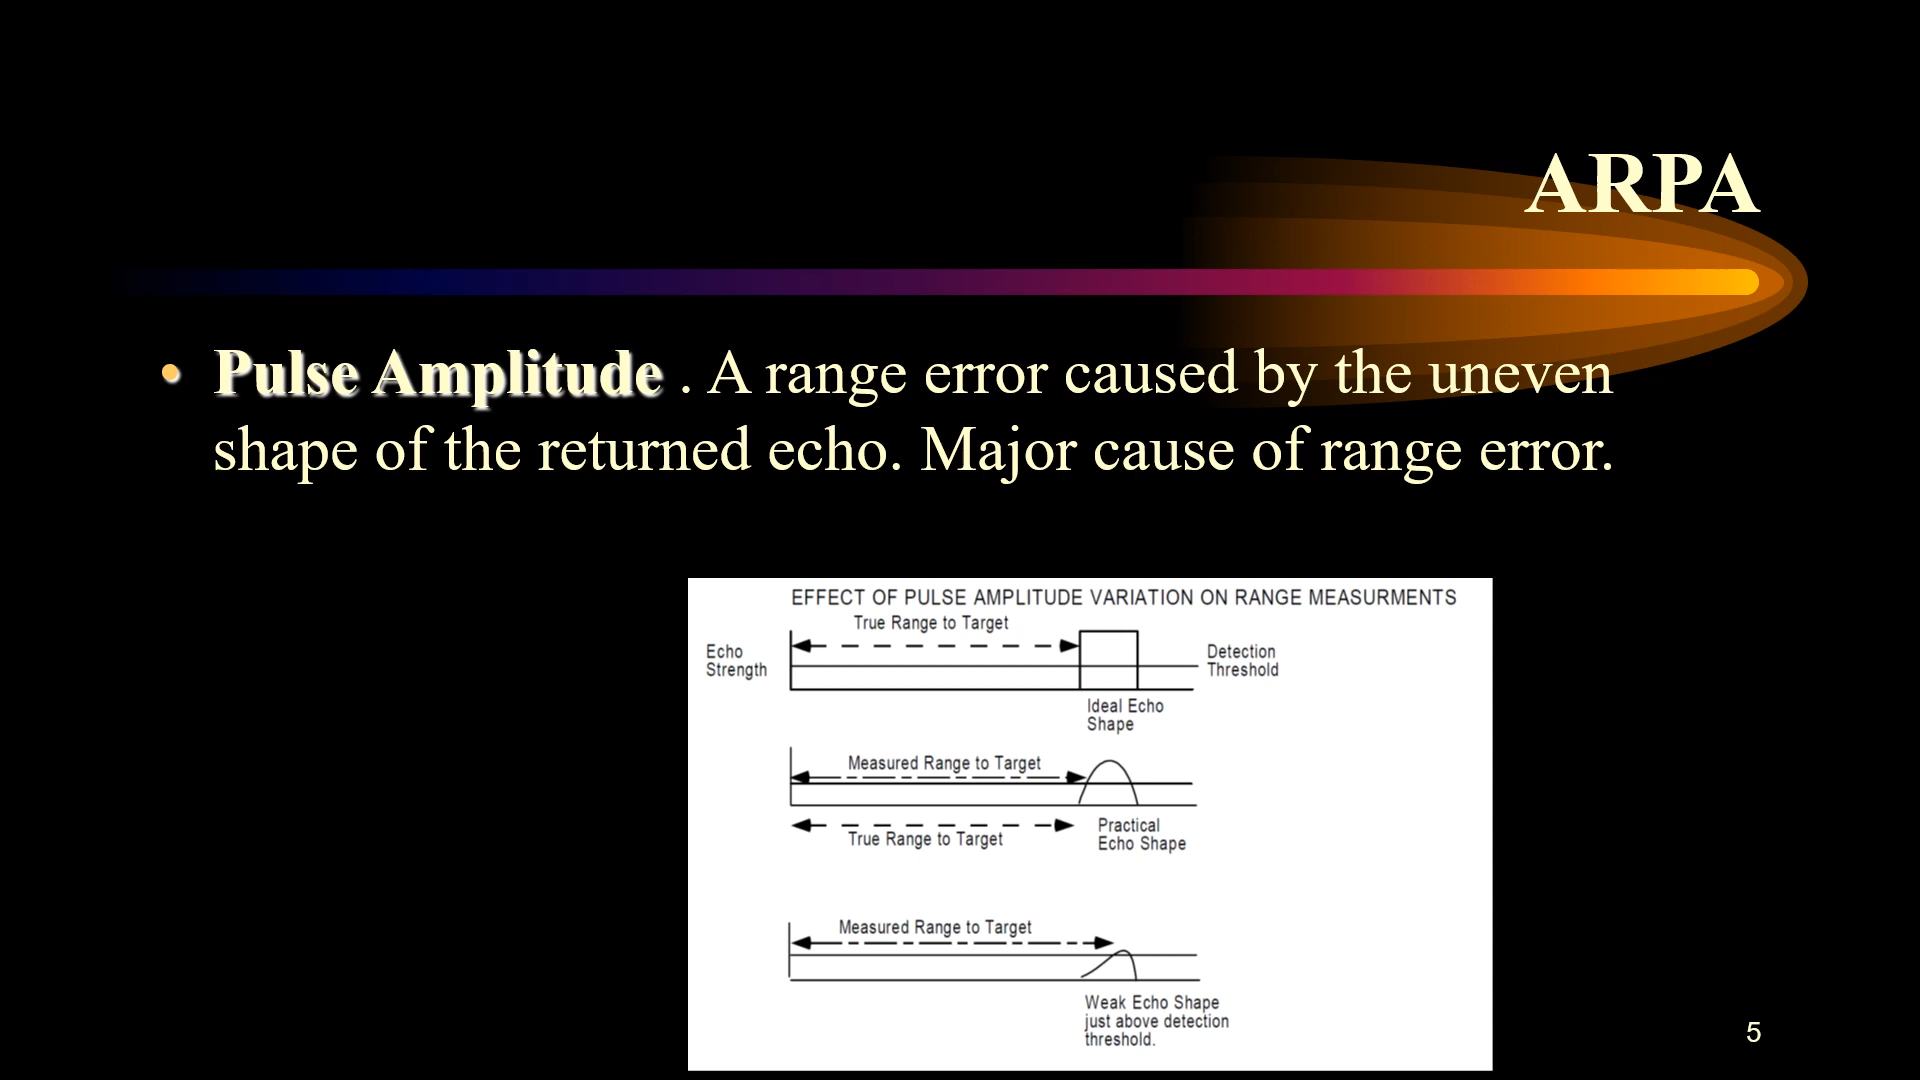 ARPA
• Pulse Amplitude . A range error caused by the uneven
shape of the returned echo. Major cause of range error.
EFFECT OF PULSE AMPLITUDE VARIATION ON RANGE MEASURMENTS
True Range to Target
Echo
Strength
Detection
Threshold
Ideal Echo
Shape
Measured Range to Target
True Range to Target
Practical
Echo Shape
Measured Range to Target
Weak Echo Shape
just above detection
threshold.
5